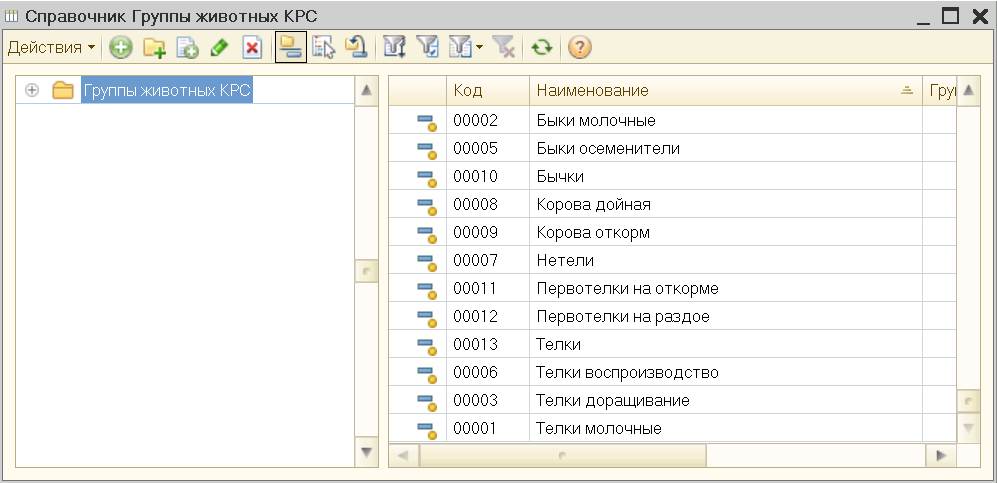 Справочник Группы животных КРС
Действия
Группы животных КРС
Код Наименование Гру
00002 Быки молочные
00005 Быки осеменители
00010 Бычки
00008 Корова дойная
00009 Корова откорм
00007 Нетели
00011 Первотелки на откорме
00012 Первотелки на раздое
00013 Телки
00006 Телки воспроизводство
00003 Телки доращивание
00001 Телки молочные